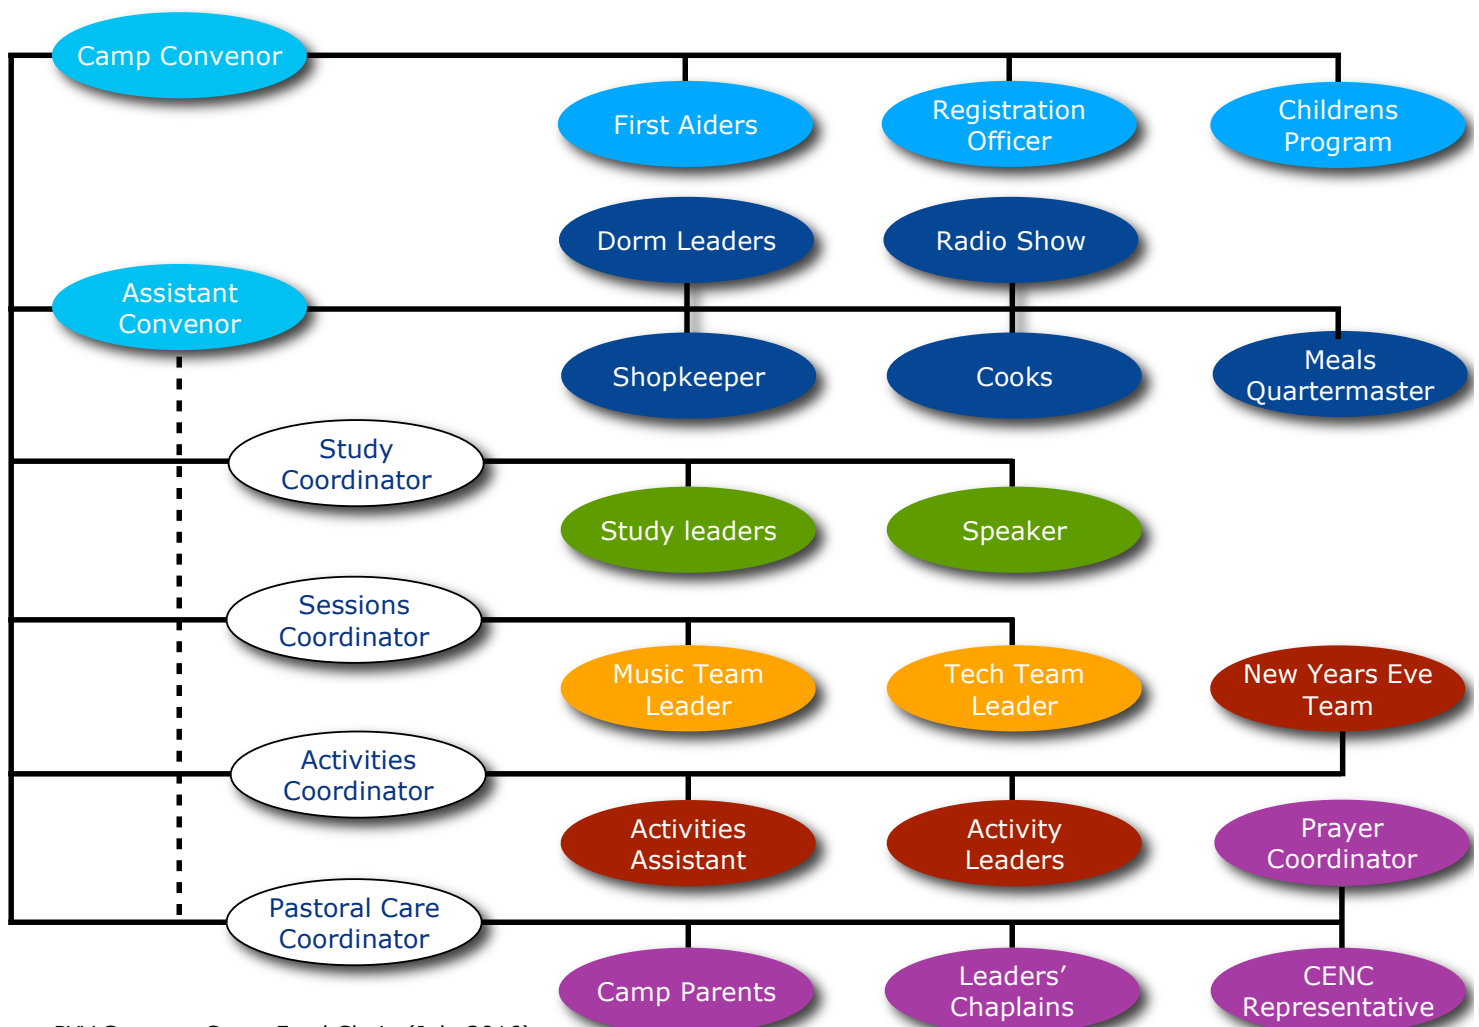 Camp Convenor
First Aiders
Registration
Officer
Childrens
Program
Dorm Leaders
Radio Show
Assistant
Convenor
Shopkeeper
Cooks
Meals
Quartermaster
Study
Coordinator
Study leaders
Speaker
Sessions
Coordinator
Music Team
Leader
Tech Team
Leader
New Years Eve
Team
Activities
Coordinator
Activities
Assistant
Activity
Leaders
Prayer
Coordinator
Pastoral Care
Coordinator
Camp Parents
Leaders’
Chaplains
CENC
Representative